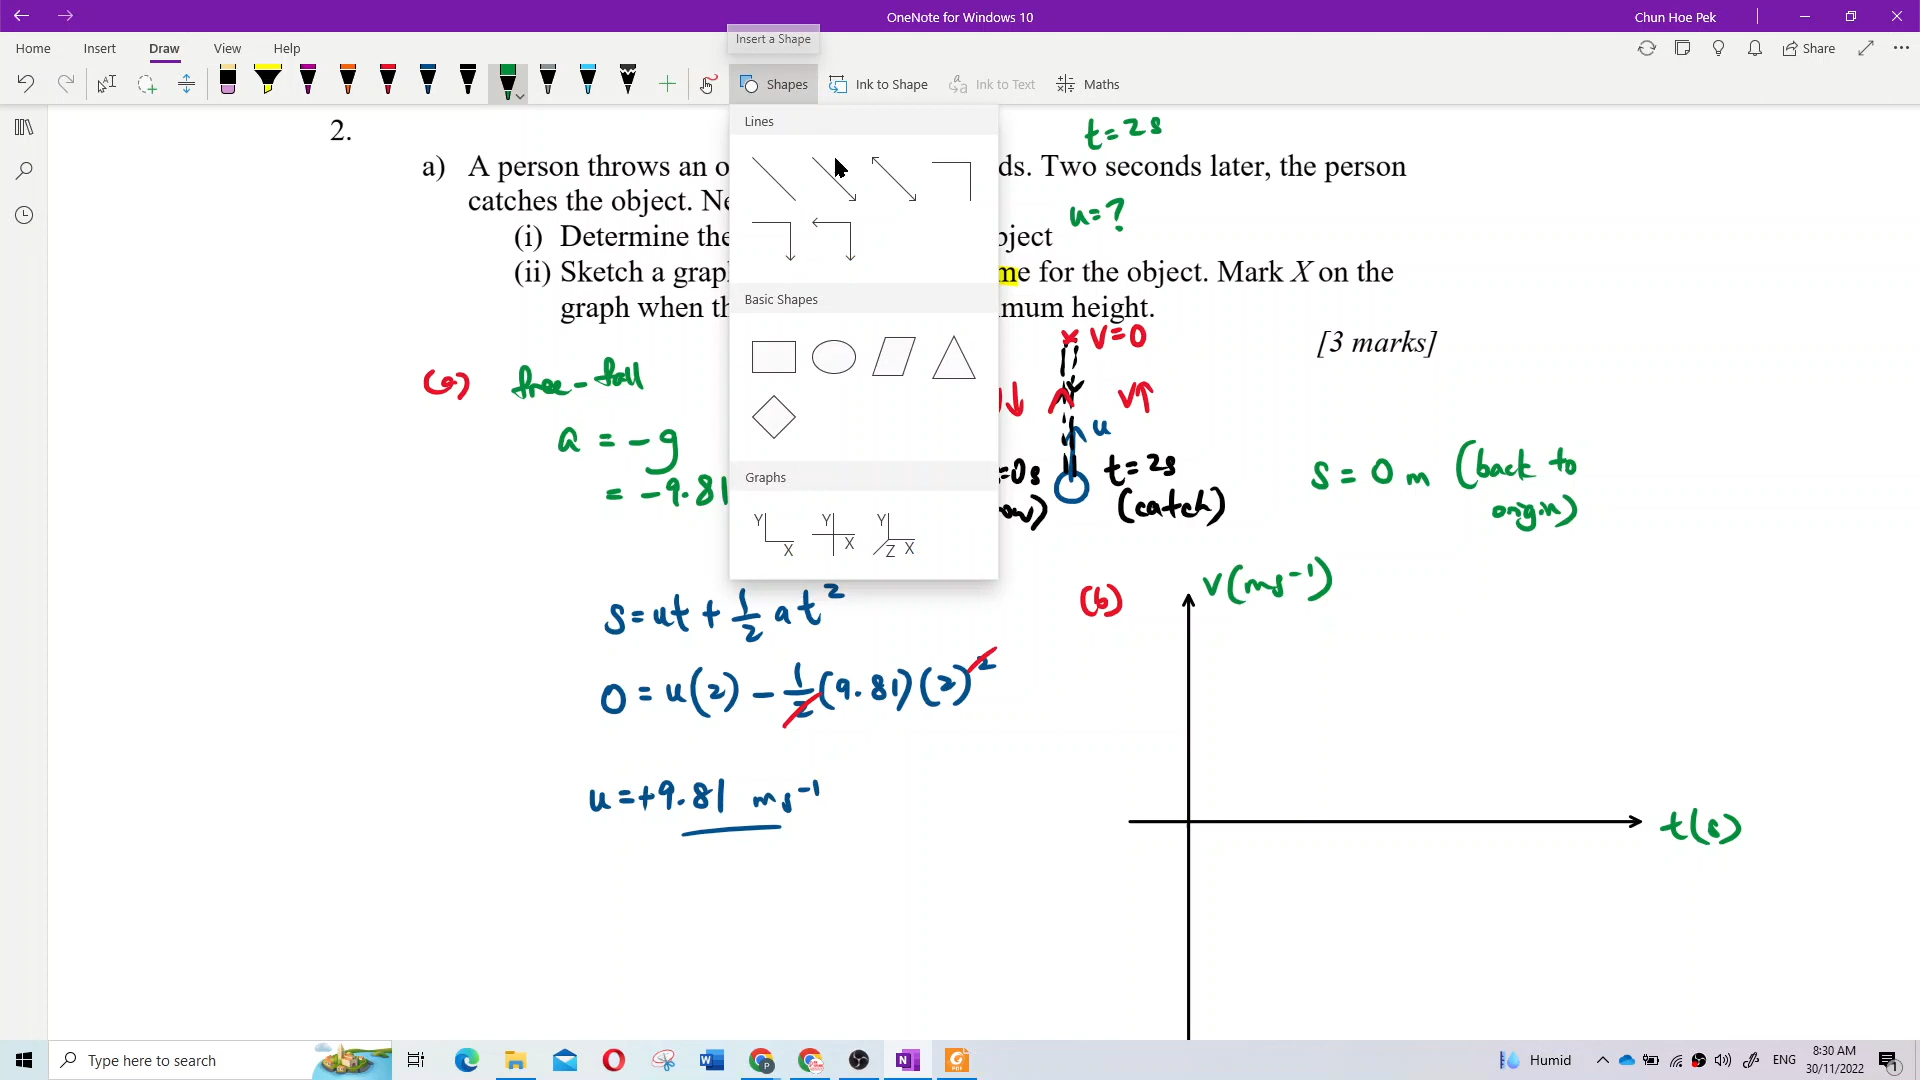 OneNote for Windows 10
Chun Hoe Pek
Home Insert Draw View Help
Insert a Shape
Share
Shapes
Ink to Shape
Ink to Text
Maths
Lines
Basic Shapes
Graphs
Y X
Y X
Y Z X
2.
t = 2s
a) A person throws an o ds. Two seconds later, the person
catches the object. Ne
u = ?
(i) Determine the bject
(ii) Sketch a grap me for the object. Mark X on the
graph when th mum height.
[3 marks]
x v = 0
(a) free-fall
↓ v↑
a = -g
u
= -9.81
=0s
t = 2s
(catch)
ow)
s = 0 m (back to
origin)
s = ut + 1/2 at²
0 = u(2) - 1/2 (9.81)(2)²
u = +9.81 ms⁻¹
(b) v(ms⁻¹)
t(s)
Type here to search
Humid
ENG
8:30 AM
30/11/2022
1